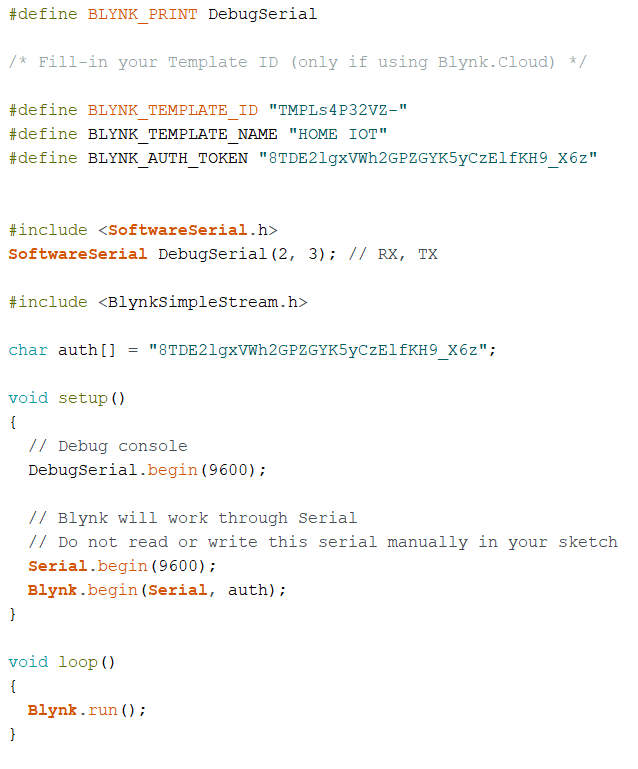 #define BLYNK_PRINT DebugSerial
/* Fill-in your Template ID (only if using Blynk.Cloud) */
#define BLYNK_TEMPLATE_ID "TMPLs4P32VZ-"
#define BLYNK_TEMPLATE_NAME "HOME IOT"
#define BLYNK_AUTH_TOKEN "8TDE2lgxVWh2GPZGYK5yCzElfKH9_X6z"
#include <SoftwareSerial.h>
SoftwareSerial DebugSerial(2, 3); // RX, TX
#include <BlynkSimpleStream.h>
char auth[] = "8TDE2lgxVWh2GPZGYK5yCzElfKH9_X6z";
void setup()
{
  // Debug console
  DebugSerial.begin(9600);
  // Blynk will work through Serial
  // Do not read or write this serial manually in your sketch
  Serial.begin(9600);
  Blynk.begin(Serial, auth);
}
void loop()
{
  Blynk.run();
}